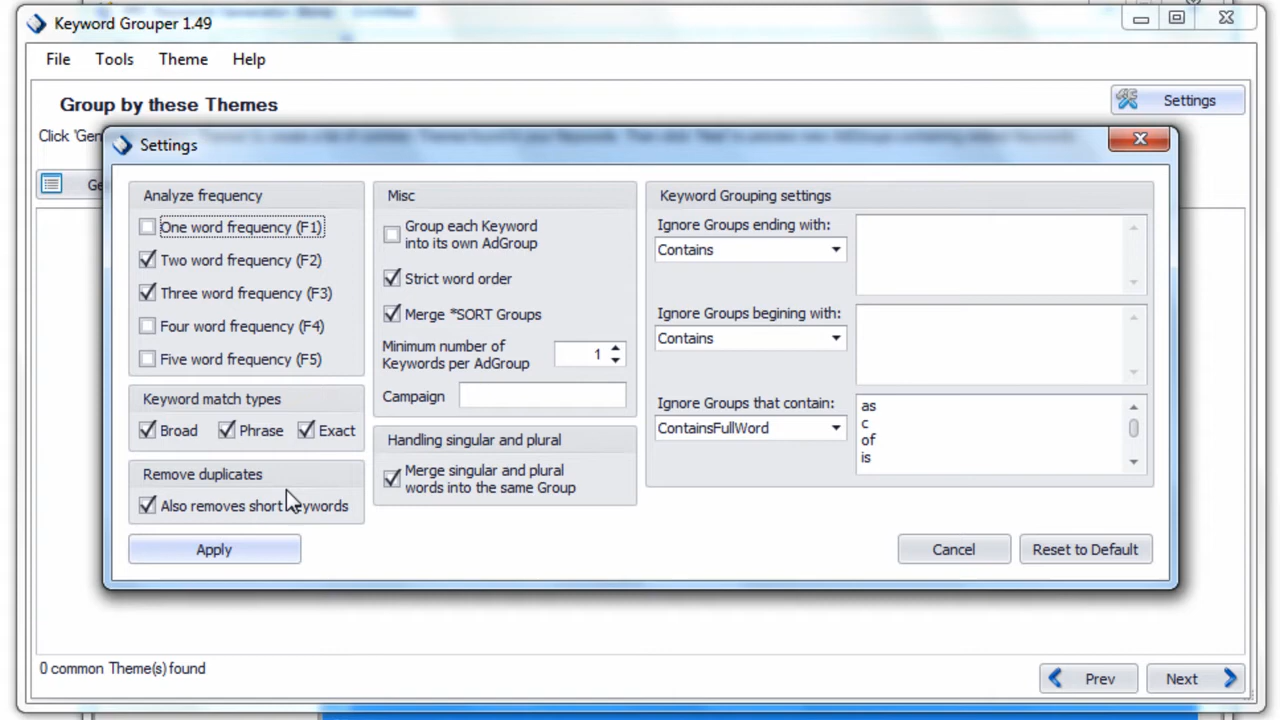 Keyword Grouper 1.49
File Tools Theme Help
Group by these Themes
Settings
Click 'Gen
Ge
Settings
Analyze frequency
One word frequency (F1)
Two word frequency (F2)
Three word frequency (F3)
Four word frequency (F4)
Five word frequency (F5)
Keyword match types
Broad Phrase Exact
Remove duplicates
Also removes short keywords
Apply
Misc
Group each Keyword
into its own AdGroup
Strict word order
Merge *SORT Groups
Minimum number of
Keywords per AdGroup
1
Campaign
Handling singular and plural
Merge singular and plural
words into the same Group
Keyword Grouping settings
Ignore Groups ending with:
Contains
Ignore Groups begining with:
Contains
Ignore Groups that contain:
ContainsFullWord
as
c
of
is
Cancel
Reset to Default
0 common Theme(s) found
Prev
Next